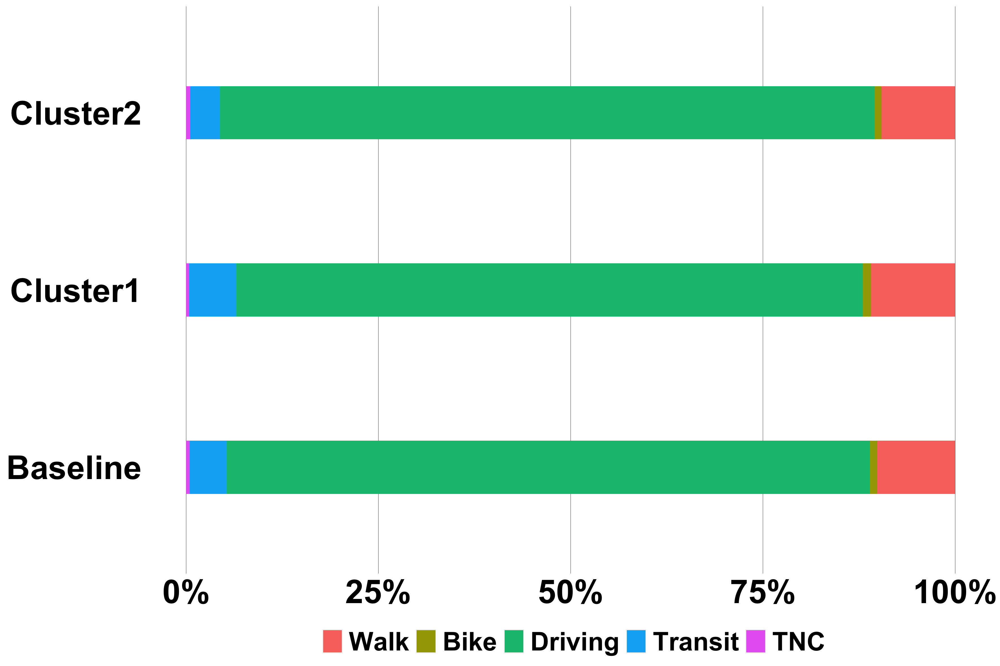 Cluster2
Cluster1
Baseline
0% 25% 50% 75% 100%
Walk Bike Driving Transit TNC